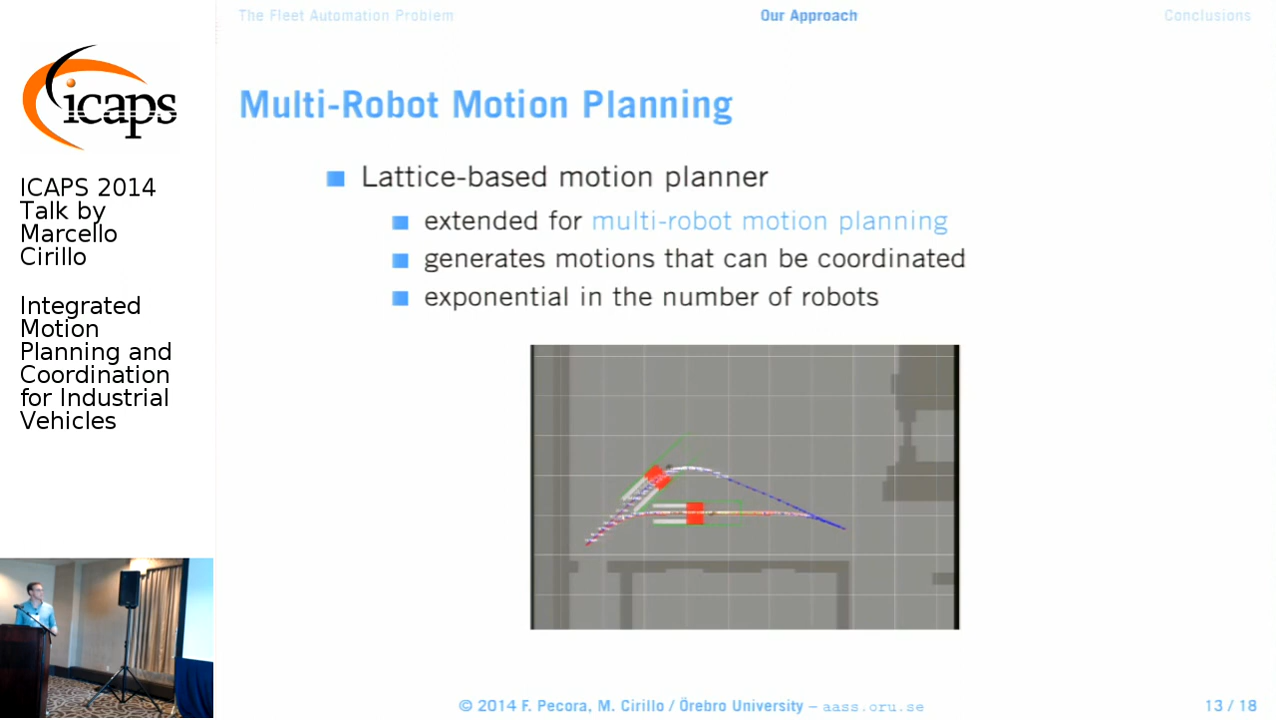 The Fleet Automation Problem
Our Approach
Conclusions
icaps
ICAPS 2014
Talk by
Marcello
Cirillo
Integrated
Motion
Planning and
Coordination
for Industrial
Vehicles
Multi-Robot Motion Planning
Lattice-based motion planner
extended for multi-robot motion planning
generates motions that can be coordinated
exponential in the number of robots
© 2014 F. Pecora, M. Cirillo / Örebro University – aass.oru.se
13 / 18